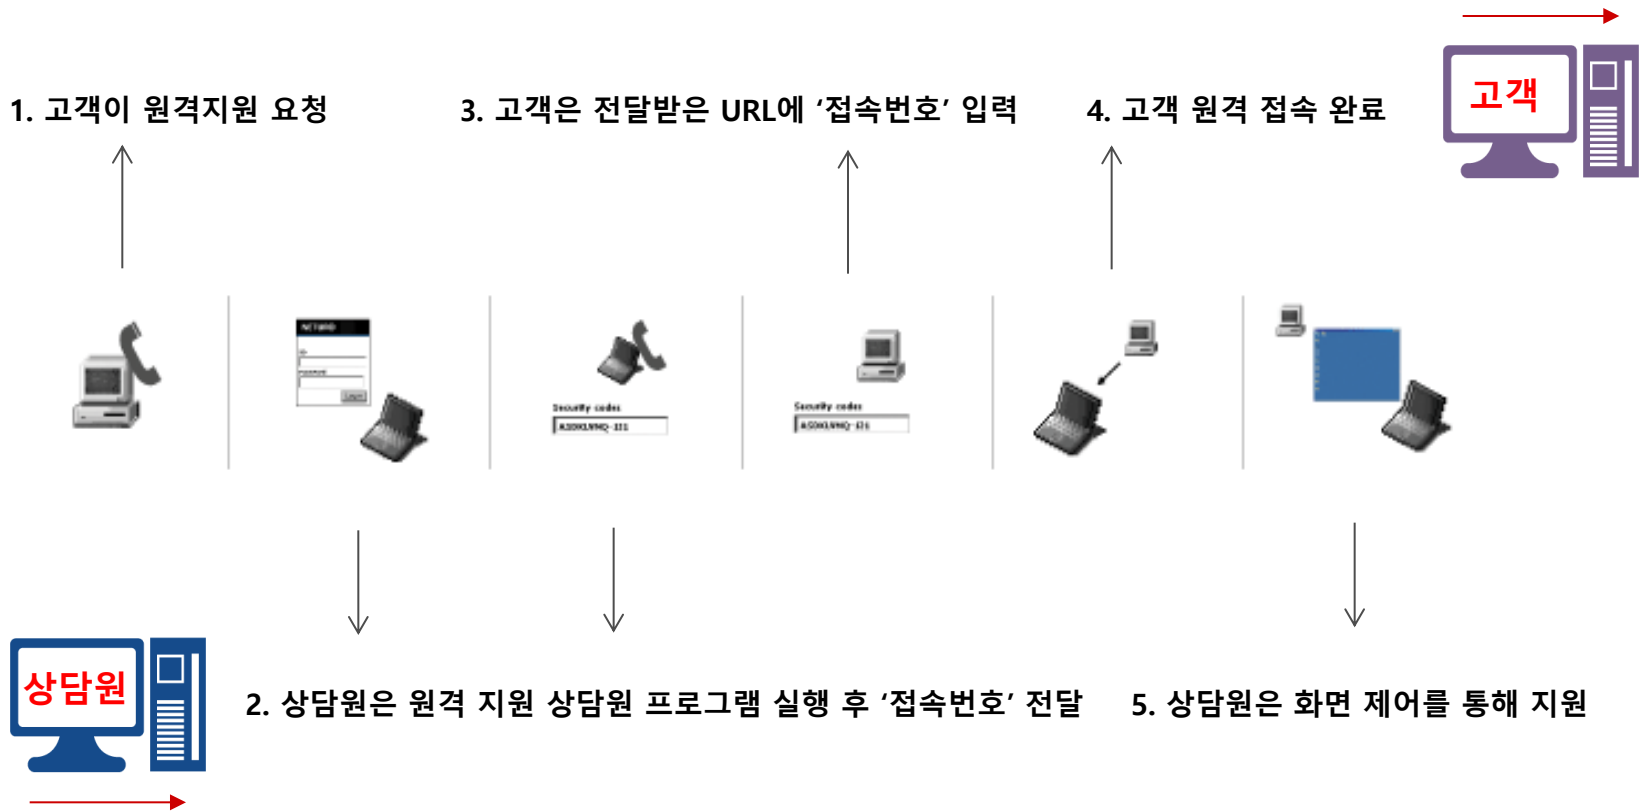 고객
1. 고객이 원격지원 요청
3. 고객은 전달받은 URL에 ‘접속번호’ 입력
4. 고객 원격 접속 완료
Security codes
Security codes
상담원
2. 상담원은 원격 지원 상담원 프로그램 실행 후 ‘접속번호’ 전달
5. 상담원은 화면 제어를 통해 지원